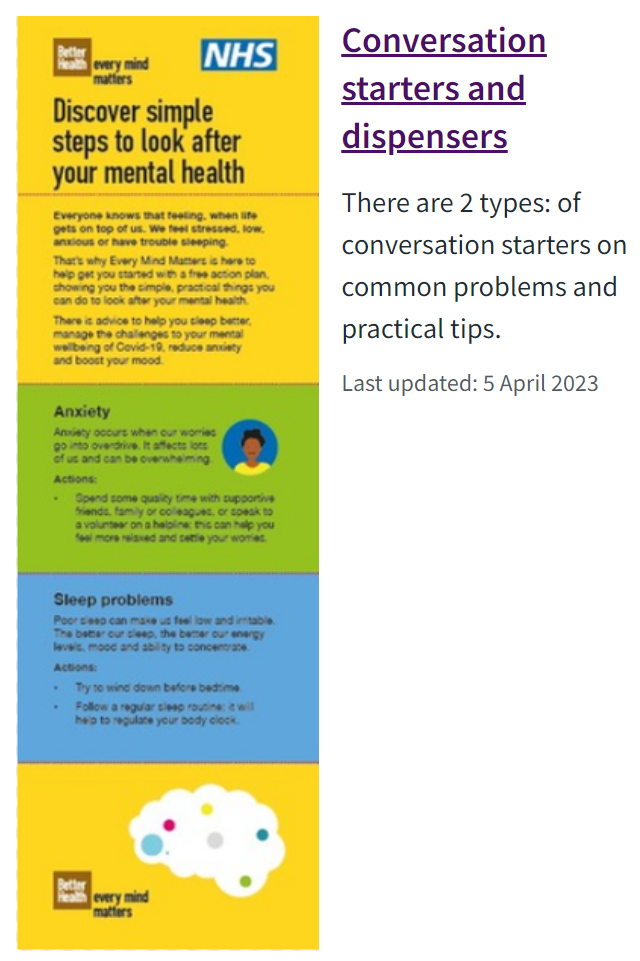 Better
Health
every mind
matters
NHS
Discover simple
steps to look after
your mental health
Everyone knows that feeling, when life
gets on top of us. We feel stressed, low,
anxious or have trouble sleeping.
That's why Every Mind Matters is here to
help get you started with a free action plan,
showing you the simple, practical things you
can do to look after your mental health.
There is advice to help you sleep better,
manage the challenges to your mental
wellbeing of Covid-19, reduce anxiety
and boost your mood.
Anxiety
Anxiety occurs when our worries
go into overdrive. It affects lots
of us and can be overwhelming.
Actions:
• Spend some quality time with supportive
friends, family or colleagues, or speak to
a volunteer on a helpline; this can help you
feel more relaxed and settle your worries.
Sleep problems
Poor sleep can make us feel low and irritable.
The better our sleep, the better our energy
levels, mood and ability to concentrate.
Actions:
• Try to wind down before bedtime.
• Follow a regular sleep routine; it will
help to regulate your body clock.
Better
Health
every mind
matters
Conversation
starters and
dispensers
There are 2 types: of
conversation starters on
common problems and
practical tips.
Last updated: 5 April 2023